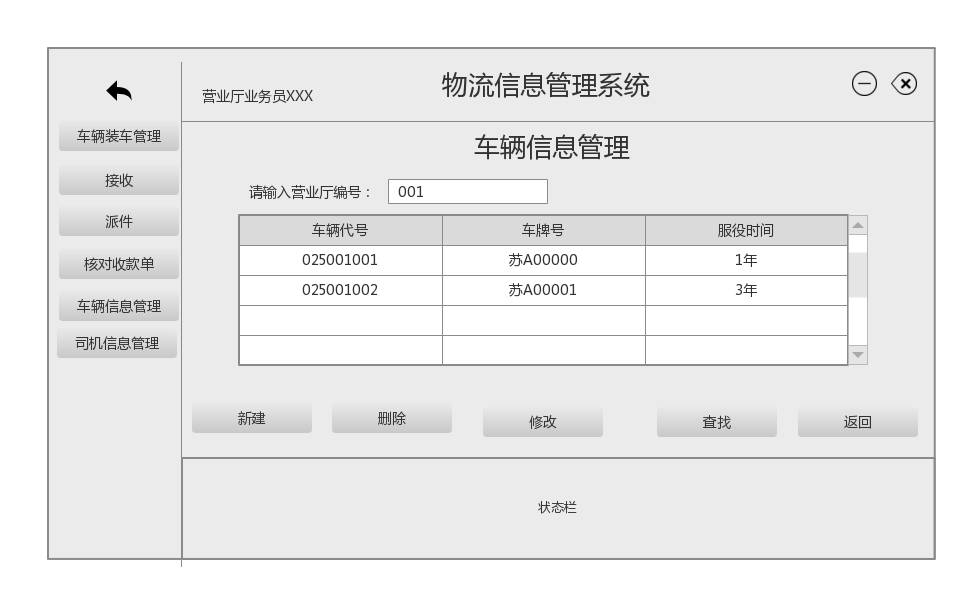 营业厅业务员XXX
物流信息管理系统
车辆装车管理
接收
派件
核对收款单
车辆信息管理
司机信息管理
车辆信息管理
请输入营业厅编号： 001
车辆代号 车牌号 服役时间
025001001 苏A00000 1年
025001002 苏A00001 3年
新建 删除 修改 查找 返回
状态栏